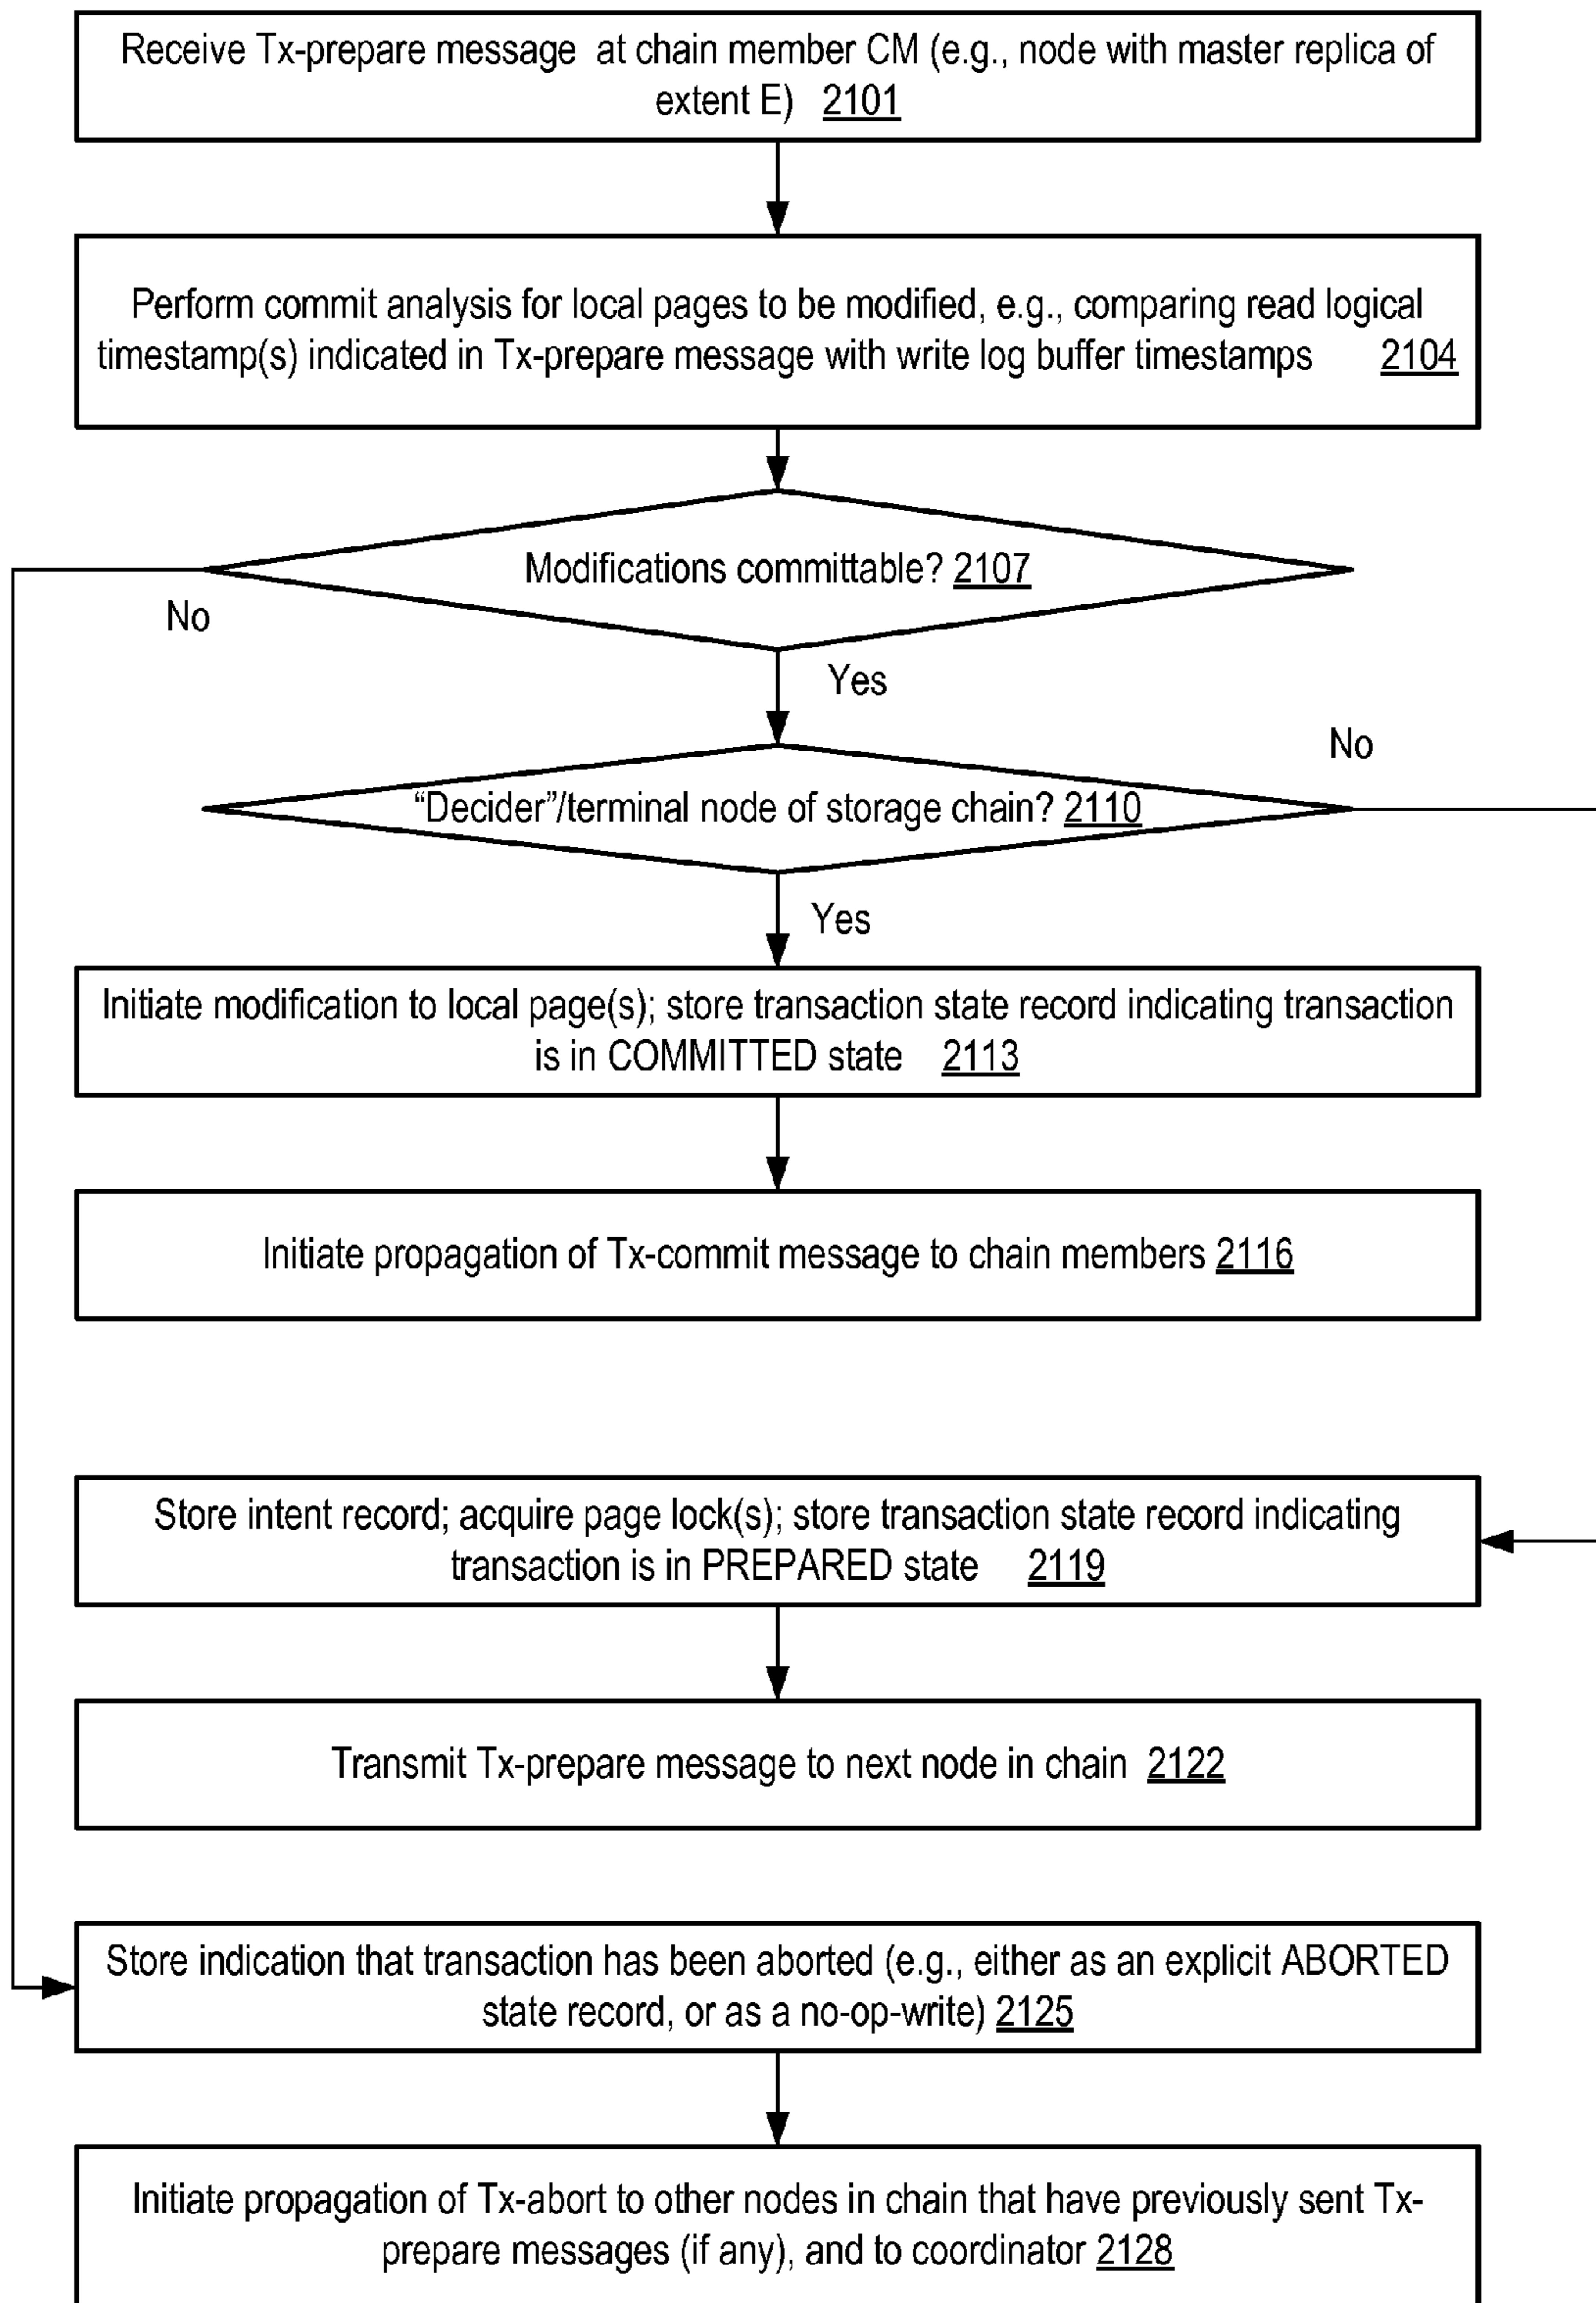 Receive Tx-prepare message at chain member CM (e.g., node with master replica of
extent E) 2101
Perform commit analysis for local pages to be modified, e.g., comparing read logical
timestamp(s) indicated in Tx-prepare message with write log buffer timestamps 2104
Modifications committable? 2107
No
Yes
No
“Decider”/terminal node of storage chain? 2110
Yes
Initiate modification to local page(s); store transaction state record indicating transaction
is in COMMITTED state 2113
Initiate propagation of Tx-commit message to chain members 2116
Store intent record; acquire page lock(s); store transaction state record indicating
transaction is in PREPARED state 2119
Transmit Tx-prepare message to next node in chain 2122
Store indication that transaction has been aborted (e.g., either as an explicit ABORTED
state record, or as a no-op-write) 2125
Initiate propagation of Tx-abort to other nodes in chain that have previously sent Tx-
prepare messages (if any), and to coordinator 2128